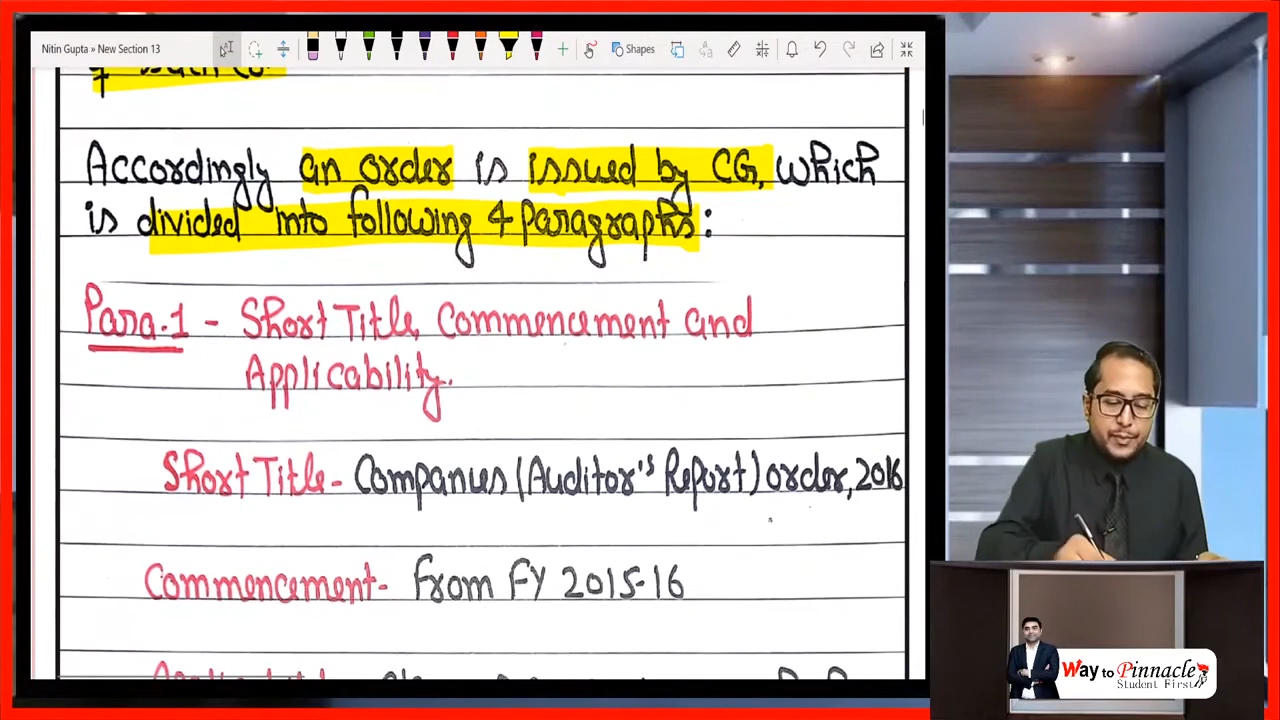 Nitin Gupta » New Section 13
Shapes
Accordingly an order is issued by CG, which
is divided into following 4 Paragraphs:
Para.1 - Short Title, Commencement and
Applicability.
Short Title - Companies (Auditor's Report) order, 2016
Commencement- From FY 2015-16
Way to Pinnacle
Student First